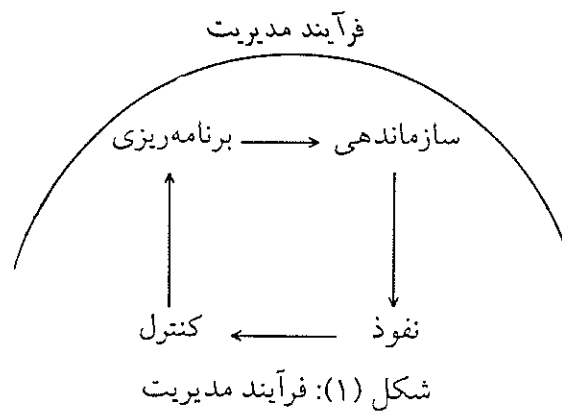 فرآیند مدیریت
سازماندهی برنامه‌ریزی
نفوذ کنترل
شکل (۱): فرآیند مدیریت